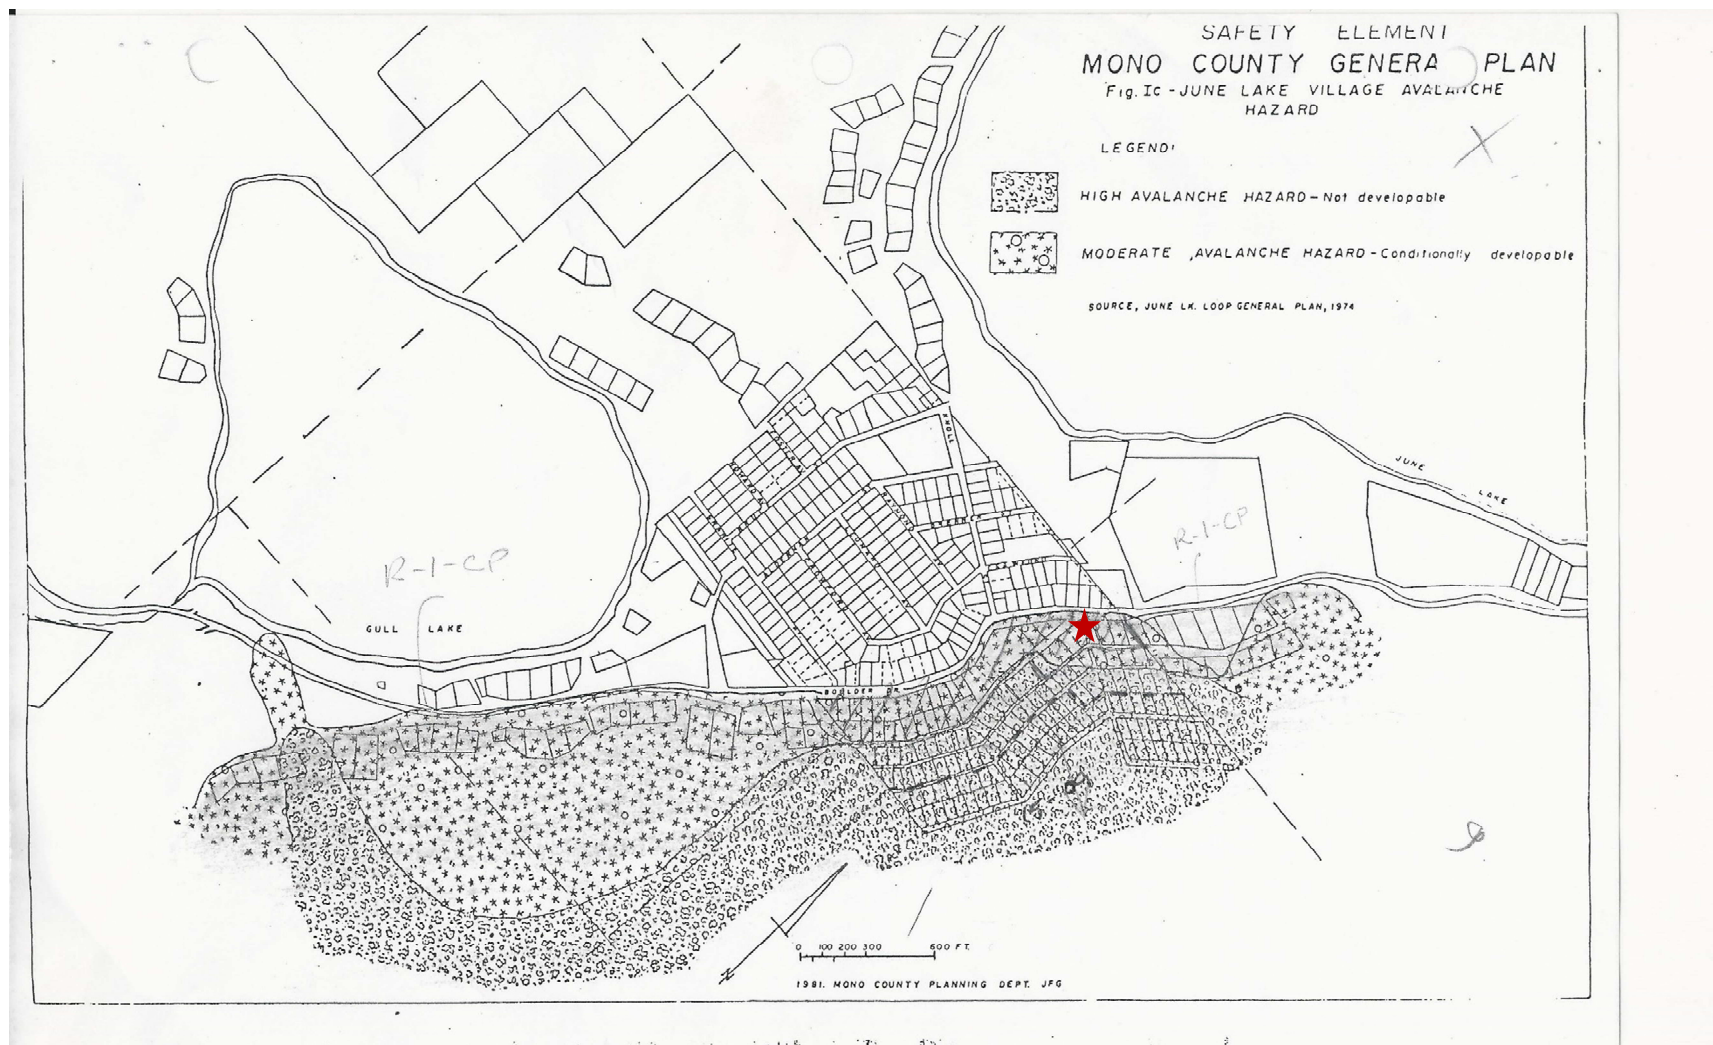 SAFETY ELEMENT
MONO COUNTY GENERA PLAN
Fig. Ic - JUNE LAKE VILLAGE AVALANCHE
HAZARD
LEGEND:
HIGH AVALANCHE HAZARD - Not developable
MODERATE AVALANCHE HAZARD - Conditionally developable
SOURCE, JUNE LK. LOOP GENERAL PLAN, 1974
KNOLL
JUNE
LAKE
R-1-CP
R-1-CP
GULL LAKE
BOULDER DR.
0 100 200 300 600 FT.
N
1981. MONO COUNTY PLANNING DEPT. JFG